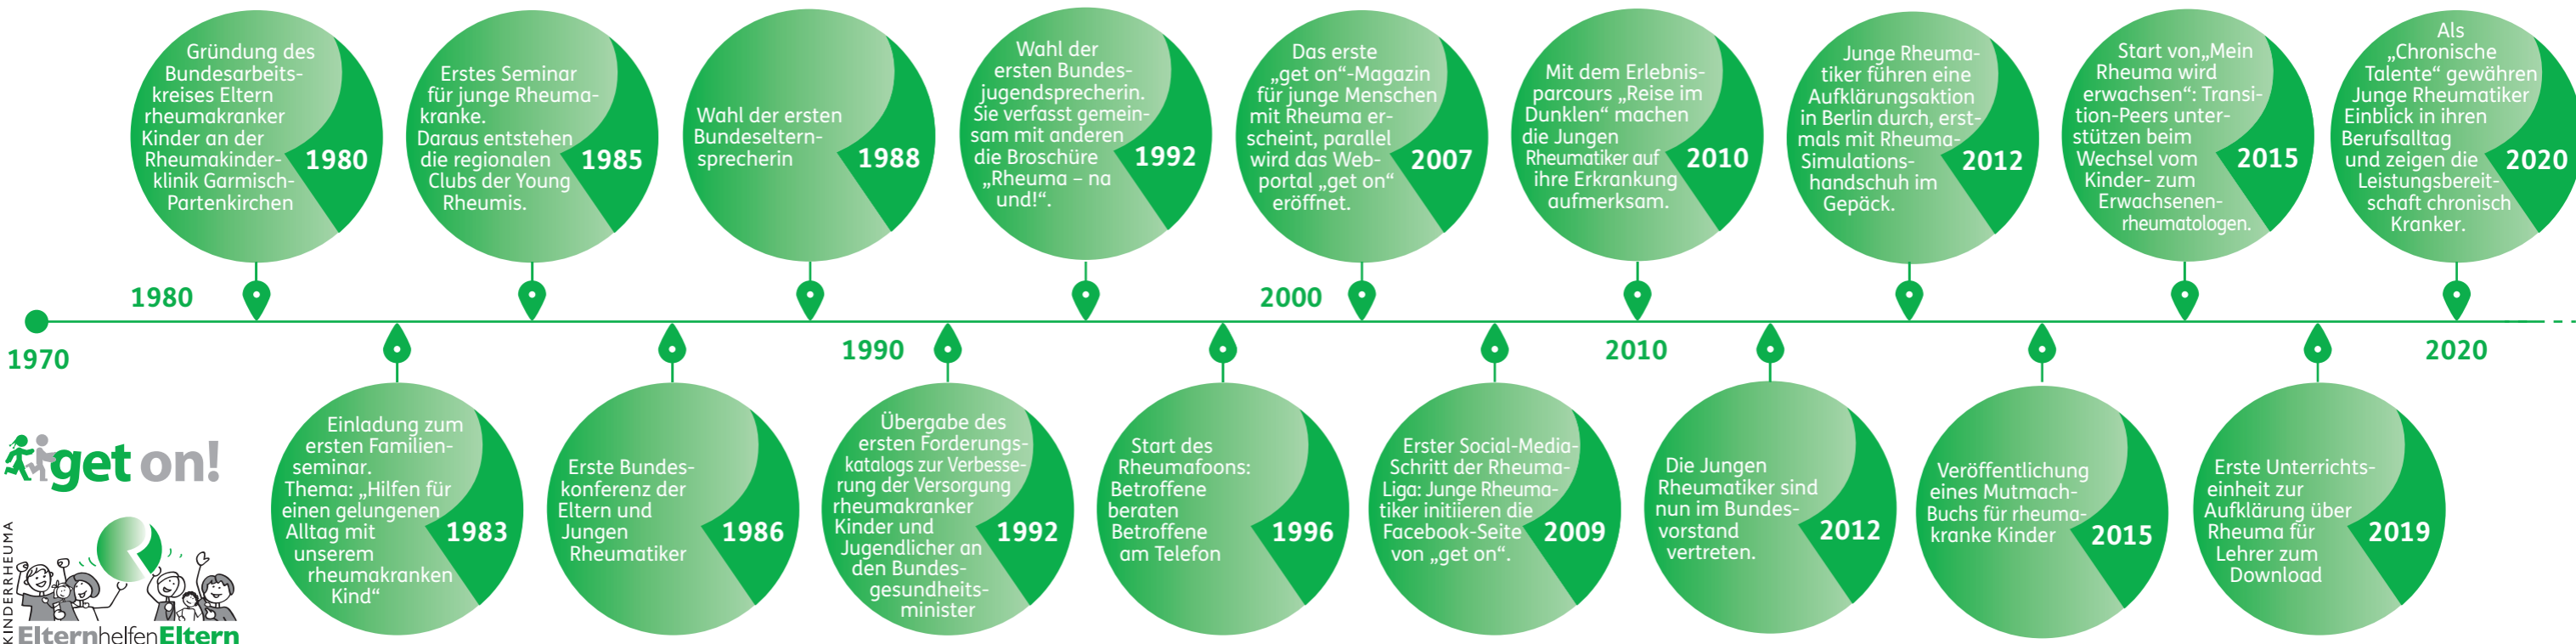 Gründung des
Bundesarbeits-
kreises Eltern
rheumakranker
Kinder an der
Rheumakinder-
klinik Garmisch-
Partenkirchen
1980
Erstes Seminar
für junge Rheuma-
kranke.
Daraus entstehen
die regionalen
Clubs der Young
Rheumis.
1985
Wahl der ersten
Bundeseltern-
sprecherin
1988
Wahl der
ersten Bundes-
jugendsprecherin.
Sie verfasst gemein-
sam mit anderen
die Broschüre
„Rheuma – na
und!“.
1992
Das erste
„get on“-Magazin
für junge Menschen
mit Rheuma er-
scheint, parallel
wird das Web-
portal „get on“
eröffnet.
2007
Mit dem Erlebnis-
parcours „Reise im
Dunklen“ machen
die Jungen
Rheumatiker auf
ihre Erkrankung
aufmerksam.
2010
Junge Rheuma-
tiker führen eine
Aufklärungsaktion
in Berlin durch, erst-
mals mit Rheuma-
Simulations-
handschuh im
Gepäck.
2012
Start von„Mein
Rheuma wird
erwachsen“: Transi-
tion-Peers unter-
stützen beim
Wechsel vom
Kinder- zum
Erwachsenen-
rheumatologen.
2015
Als
„Chronische
Talente“ gewähren
Junge Rheumatiker
Einblick in ihren
Berufsalltag
und zeigen die
Leistungsbereit-
schaft chronisch
Kranker.
2020
1980
2000
1970
1990
2010
2020
get on!
KINDERRHEUMA
ElternhelfenEltern
Einladung zum
ersten Familien-
seminar.
Thema: „Hilfen für
einen gelungenen
Alltag mit
unserem
rheumakranken
Kind“
1983
Erste Bundes-
konferenz der
Eltern und
Jungen
Rheumatiker
1986
Übergabe des
ersten Forderungs-
katalogs zur Verbesse-
rung der Versorgung
rheumakranker
Kinder und
Jugendlicher an
den Bundes-
gesundheits-
minister
1992
Start des
Rheumafoons:
Betroffene
beraten
Betroffene
am Telefon
1996
Erster Social-Media-
Schritt der Rheuma-
Liga: Junge Rheuma-
tiker initiieren die
Facebook-Seite
von „get on“.
2009
Die Jungen
Rheumatiker sind
nun im Bundes-
vorstand
vertreten.
2012
Veröffentlichung
eines Mutmach-
Buchs für rheuma-
kranke Kinder
2015
Erste Unterrichts-
einheit zur
Aufklärung über
Rheuma für
Lehrer zum
Download
2019